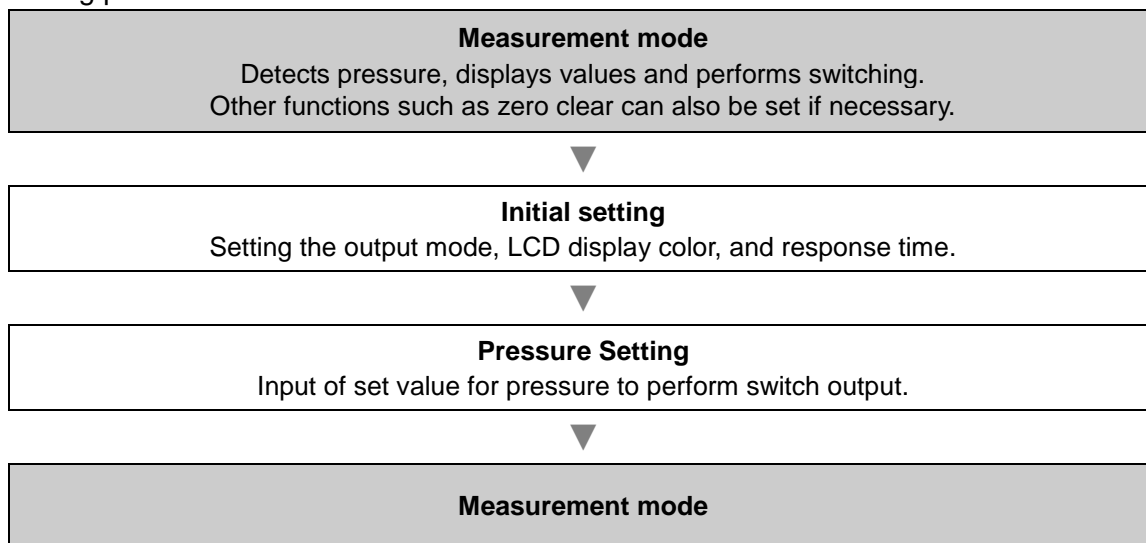 Measurement mode
Detects pressure, displays values and performs switching.
Other functions such as zero clear can also be set if necessary.
Initial setting
Setting the output mode, LCD display color, and response time.
Pressure Setting
Input of set value for pressure to perform switch output.
Measurement mode